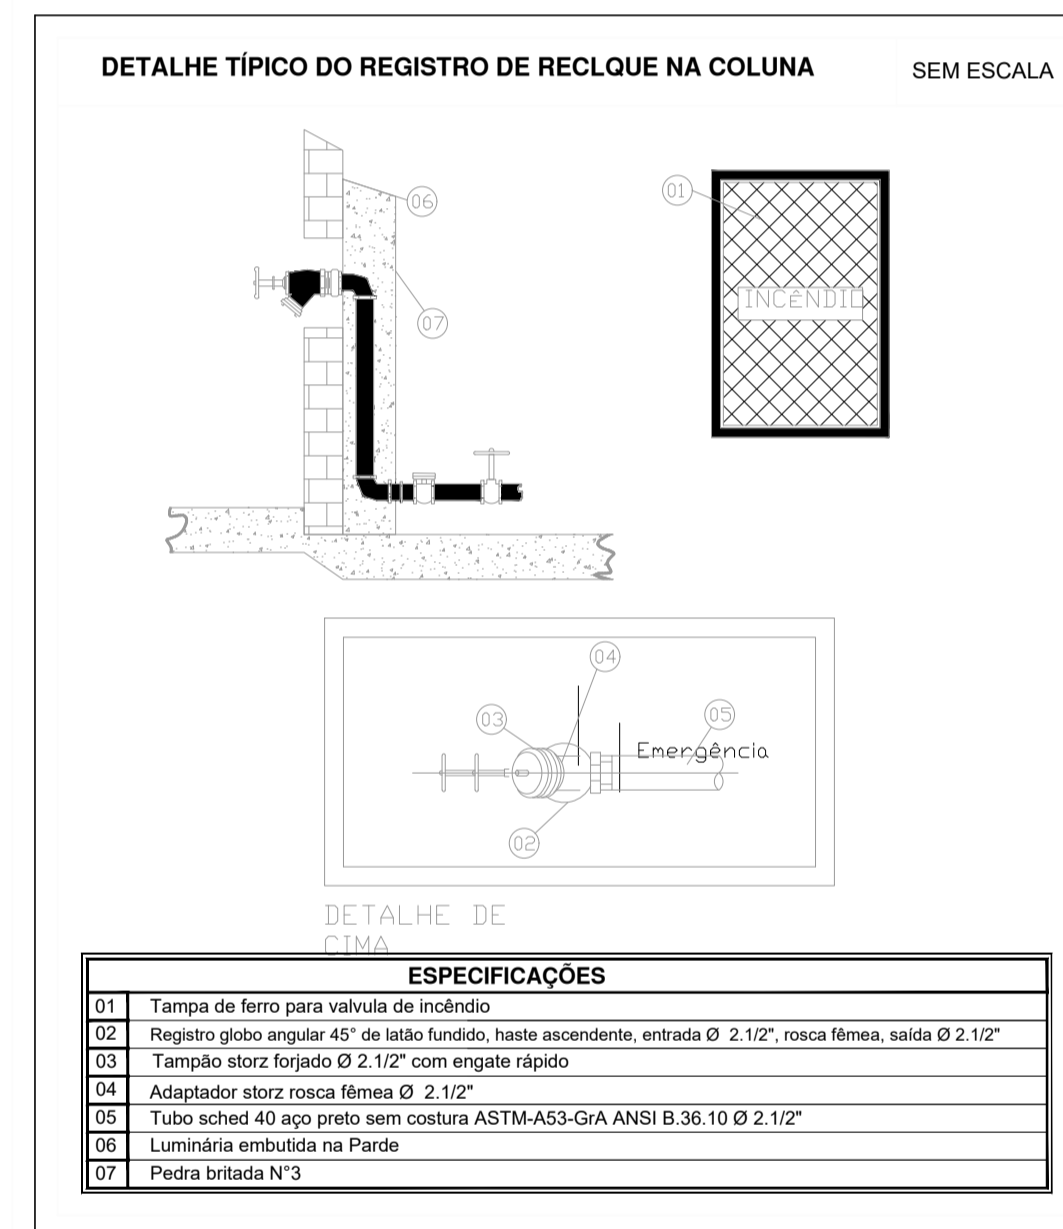 DETALHE TÍPICO DO REGISTRO DE RECLQUE NA COLUNA
SEM ESCALA
06
07
01
INCÊNDIO
04
03
05
Emergência
02
DETALHE DE
CIMA
ESPECIFICAÇÕES
01 Tampa de ferro para valvula de incêndio
02 Registro globo angular 45° de latão fundido, haste ascendente, entrada Ø 2.1/2", rosca fêmea, saída Ø 2.1/2"
03 Tampão storz forjado Ø 2.1/2" com engate rápido
04 Adaptador storz rosca fêmea Ø 2.1/2"
05 Tubo sched 40 aço preto sem costura ASTM-A53-GrA ANSI B.36.10 Ø 2.1/2"
06 Luminária embutida na Parde
07 Pedra britada N°3